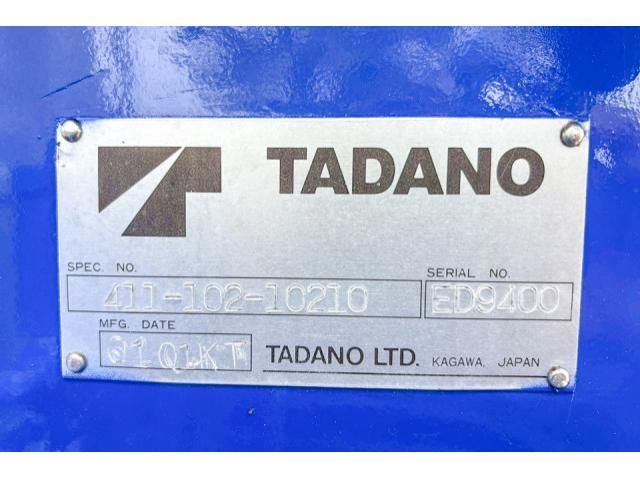 TADANO
SPEC. NO.
SERIAL NO.
411-102-10210
ED9400
MFG. DATE
TADANO LTD. KAGAWA, JAPAN